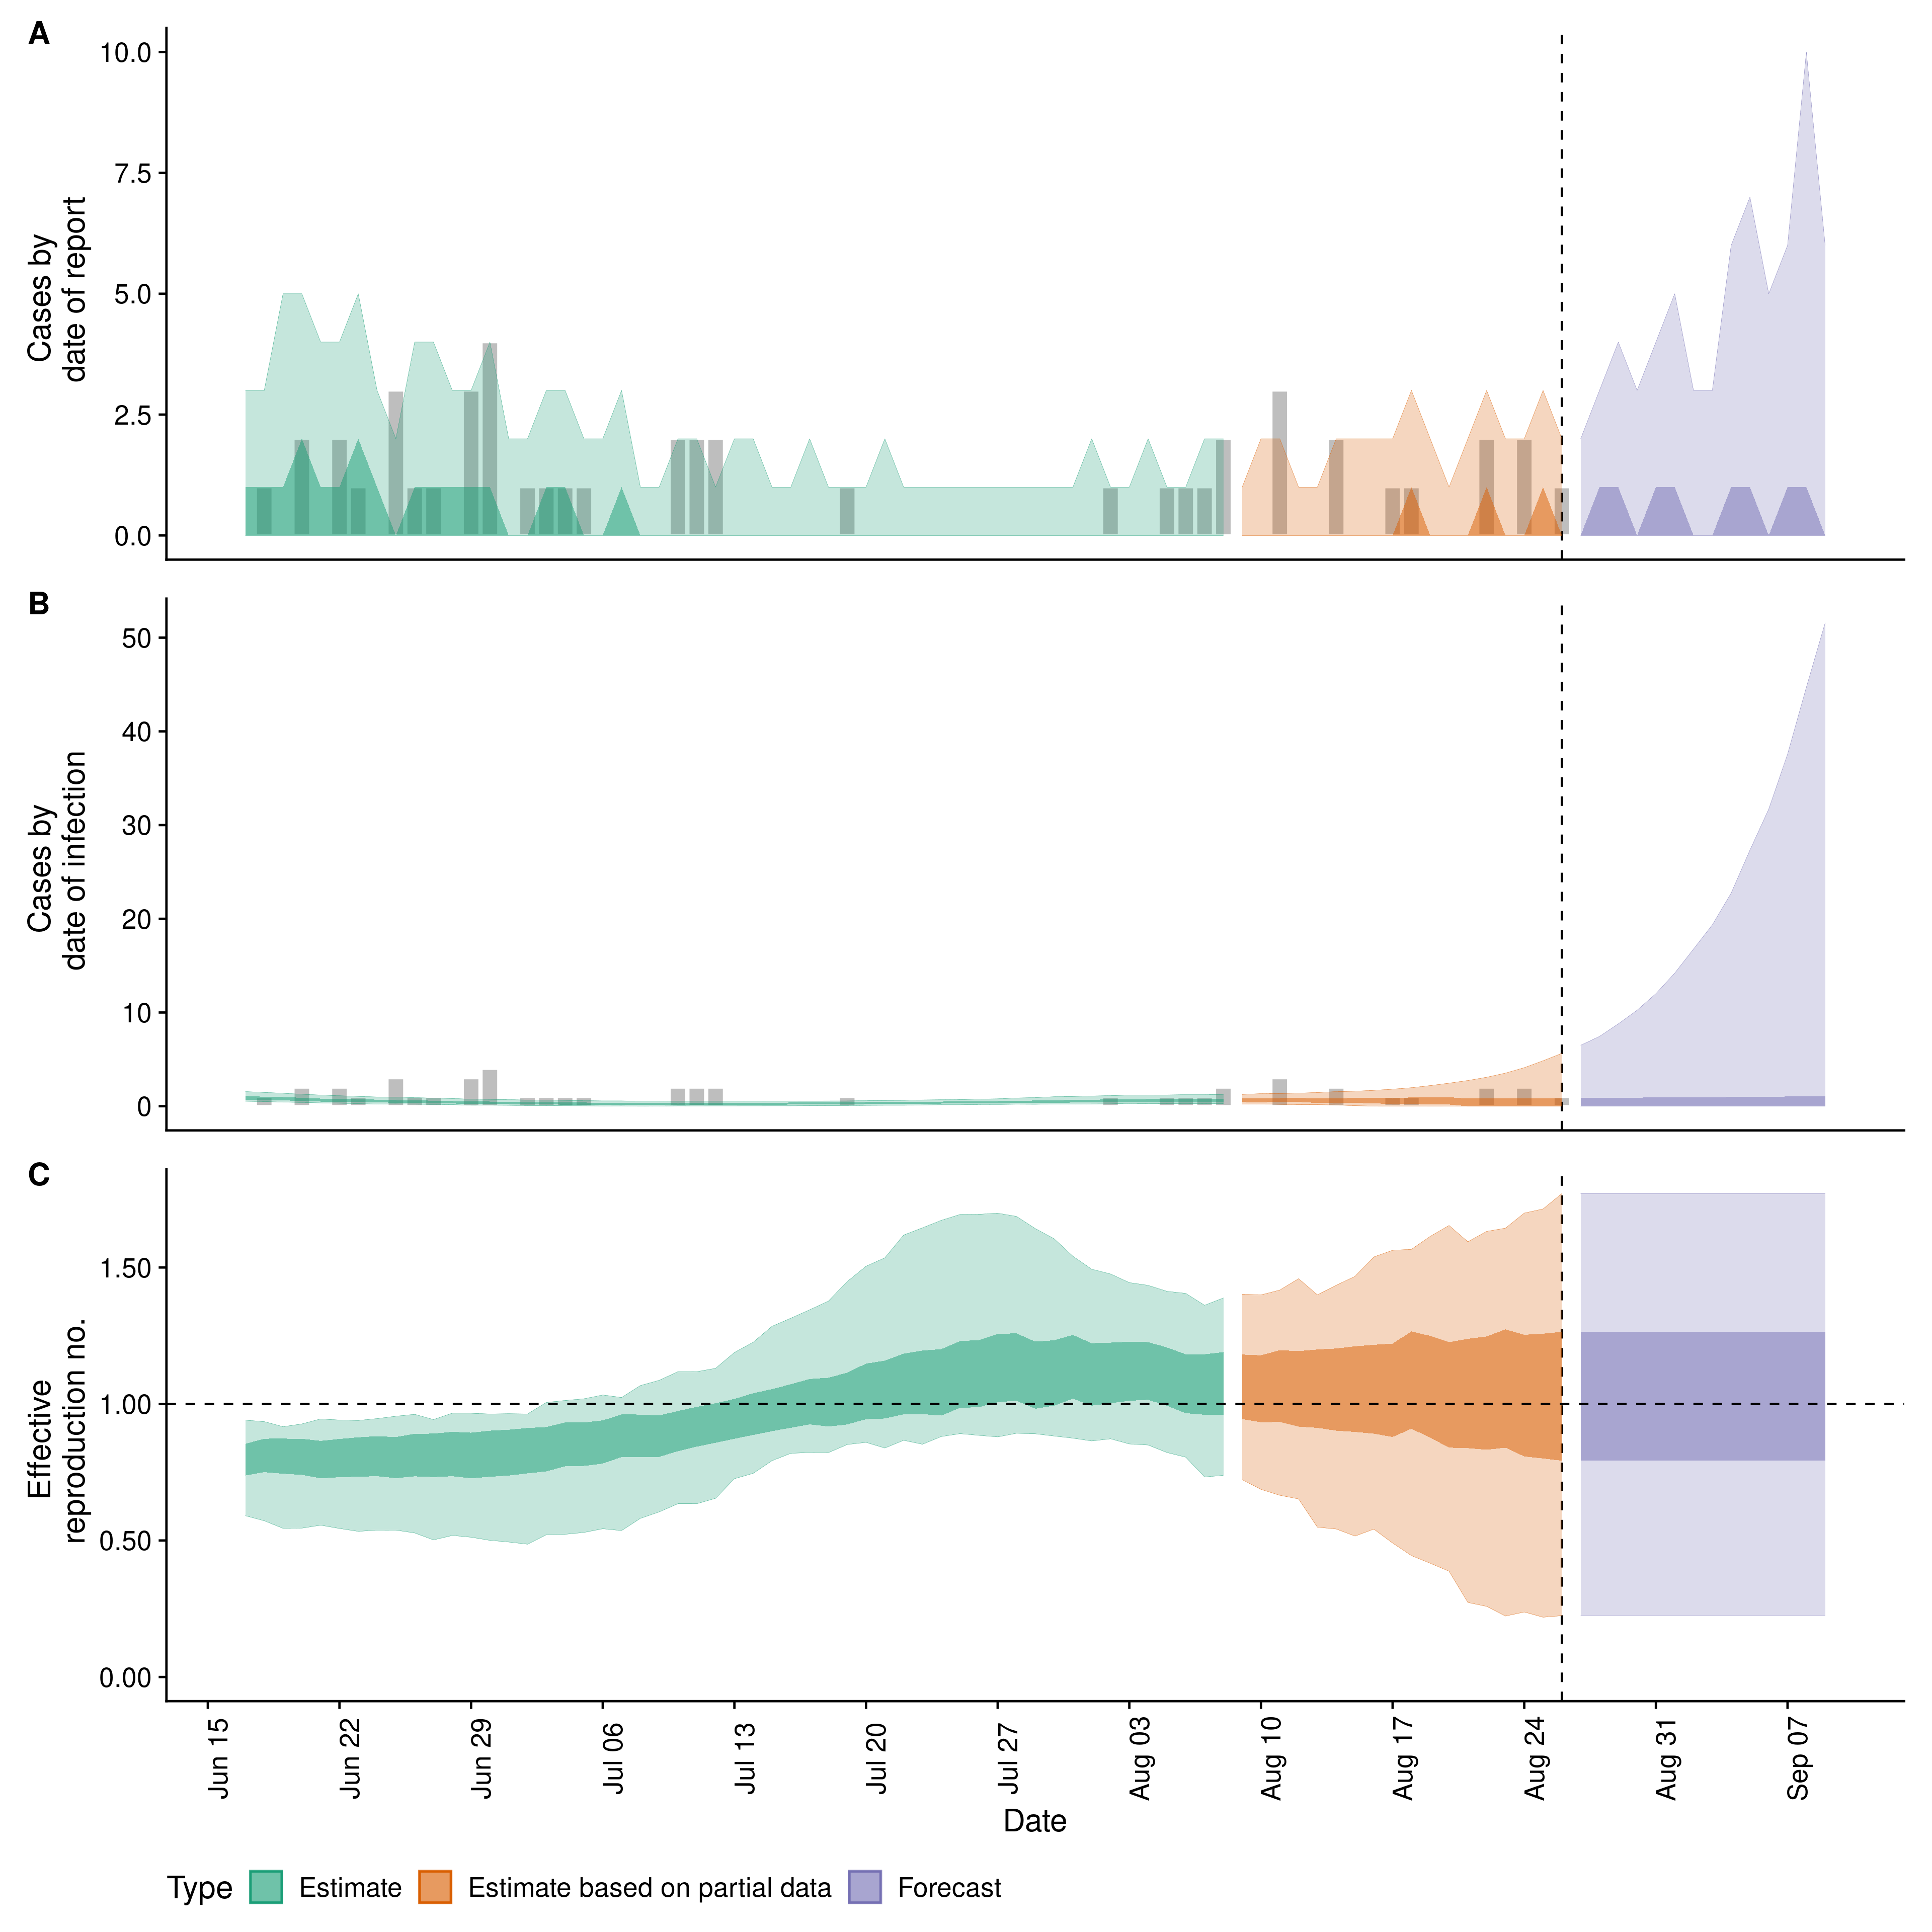 A
10.0
7.5
5.0
2.5
0.0
Cases by
date of report
B
50
40
30
20
10
0
Cases by
date of infection
C
1.50
1.00
0.50
0.00
Effective
reproduction no.
Jun 15
Jun 22
Jun 29
Jul 06
Jul 13
Jul 20
Jul 27
Aug 03
Aug 10
Aug 17
Aug 24
Aug 31
Sep 07
Date
Type Estimate Estimate based on partial data Forecast